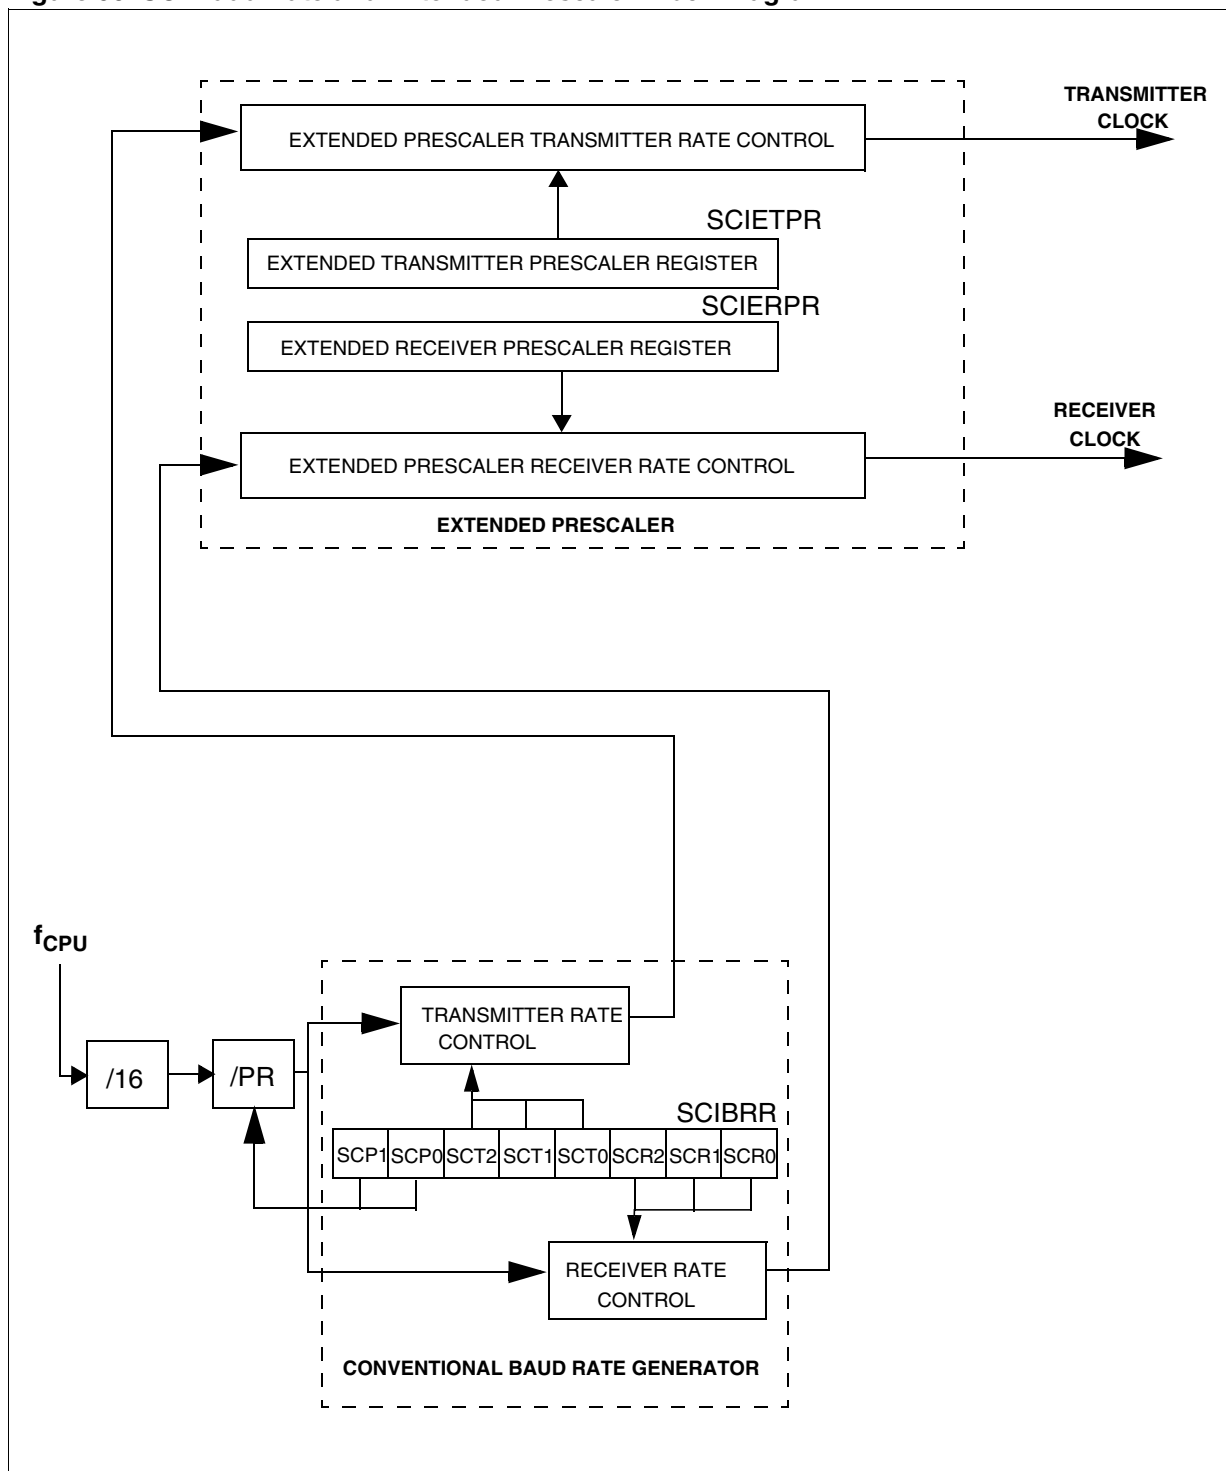 TRANSMITTER
CLOCK
EXTENDED PRESCALER TRANSMITTER RATE CONTROL
SCIETPR
EXTENDED TRANSMITTER PRESCALER REGISTER
SCIERPR
EXTENDED RECEIVER PRESCALER REGISTER
RECEIVER
CLOCK
EXTENDED PRESCALER RECEIVER RATE CONTROL
EXTENDED PRESCALER
fCPU
TRANSMITTER RATE
CONTROL
/16
/PR
SCIBRR
SCP1 SCP0 SCT2 SCT1 SCT0 SCR2 SCR1 SCR0
RECEIVER RATE
CONTROL
CONVENTIONAL BAUD RATE GENERATOR